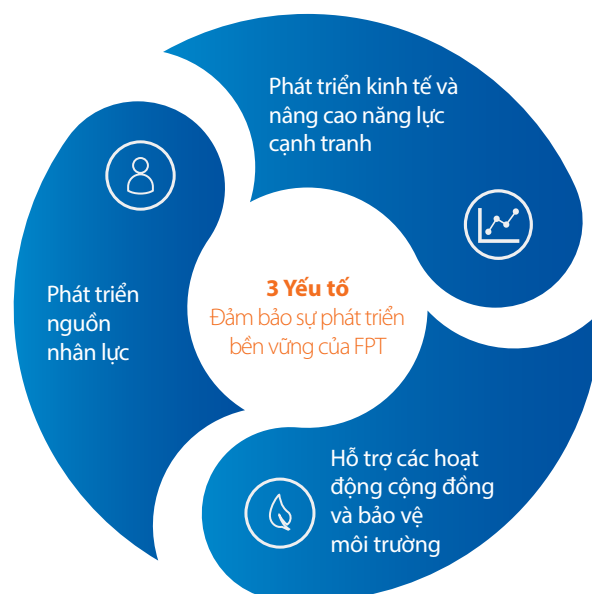 Phát triển kinh tế và
nâng cao năng lực
cạnh tranh
Phát triển
nguồn
nhân lực
3 Yếu tố
Đảm bảo sự phát triển
bền vững của FPT
Hỗ trợ các hoạt
động cộng đồng
và bảo vệ
môi trường